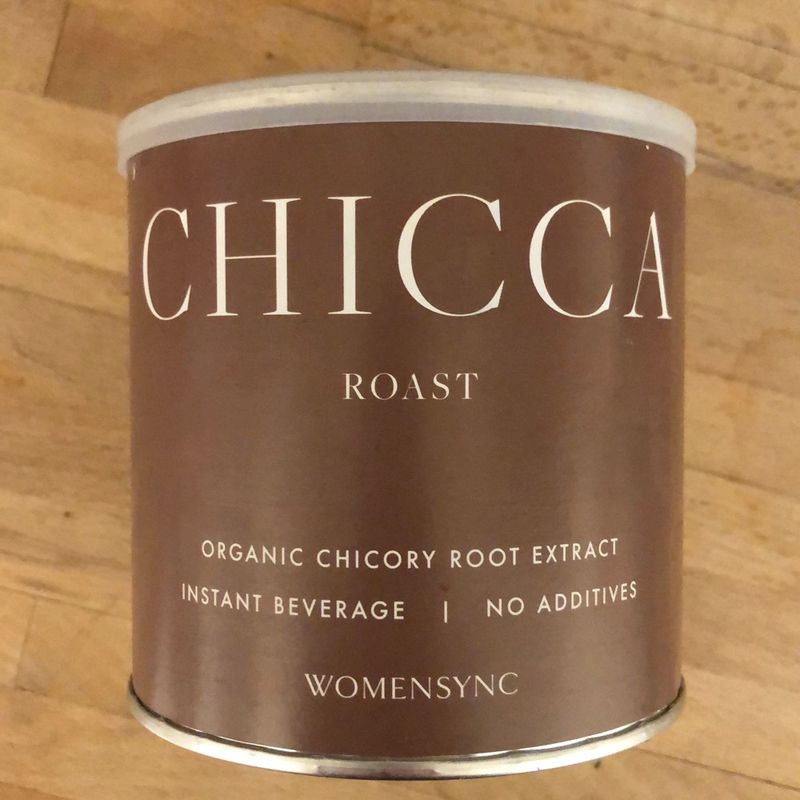 CHICCA
ROAST
ORGANIC CHICORY ROOT EXTRACT
INSTANT BEVERAGE | NO ADDITIVES
WOMENSYNC